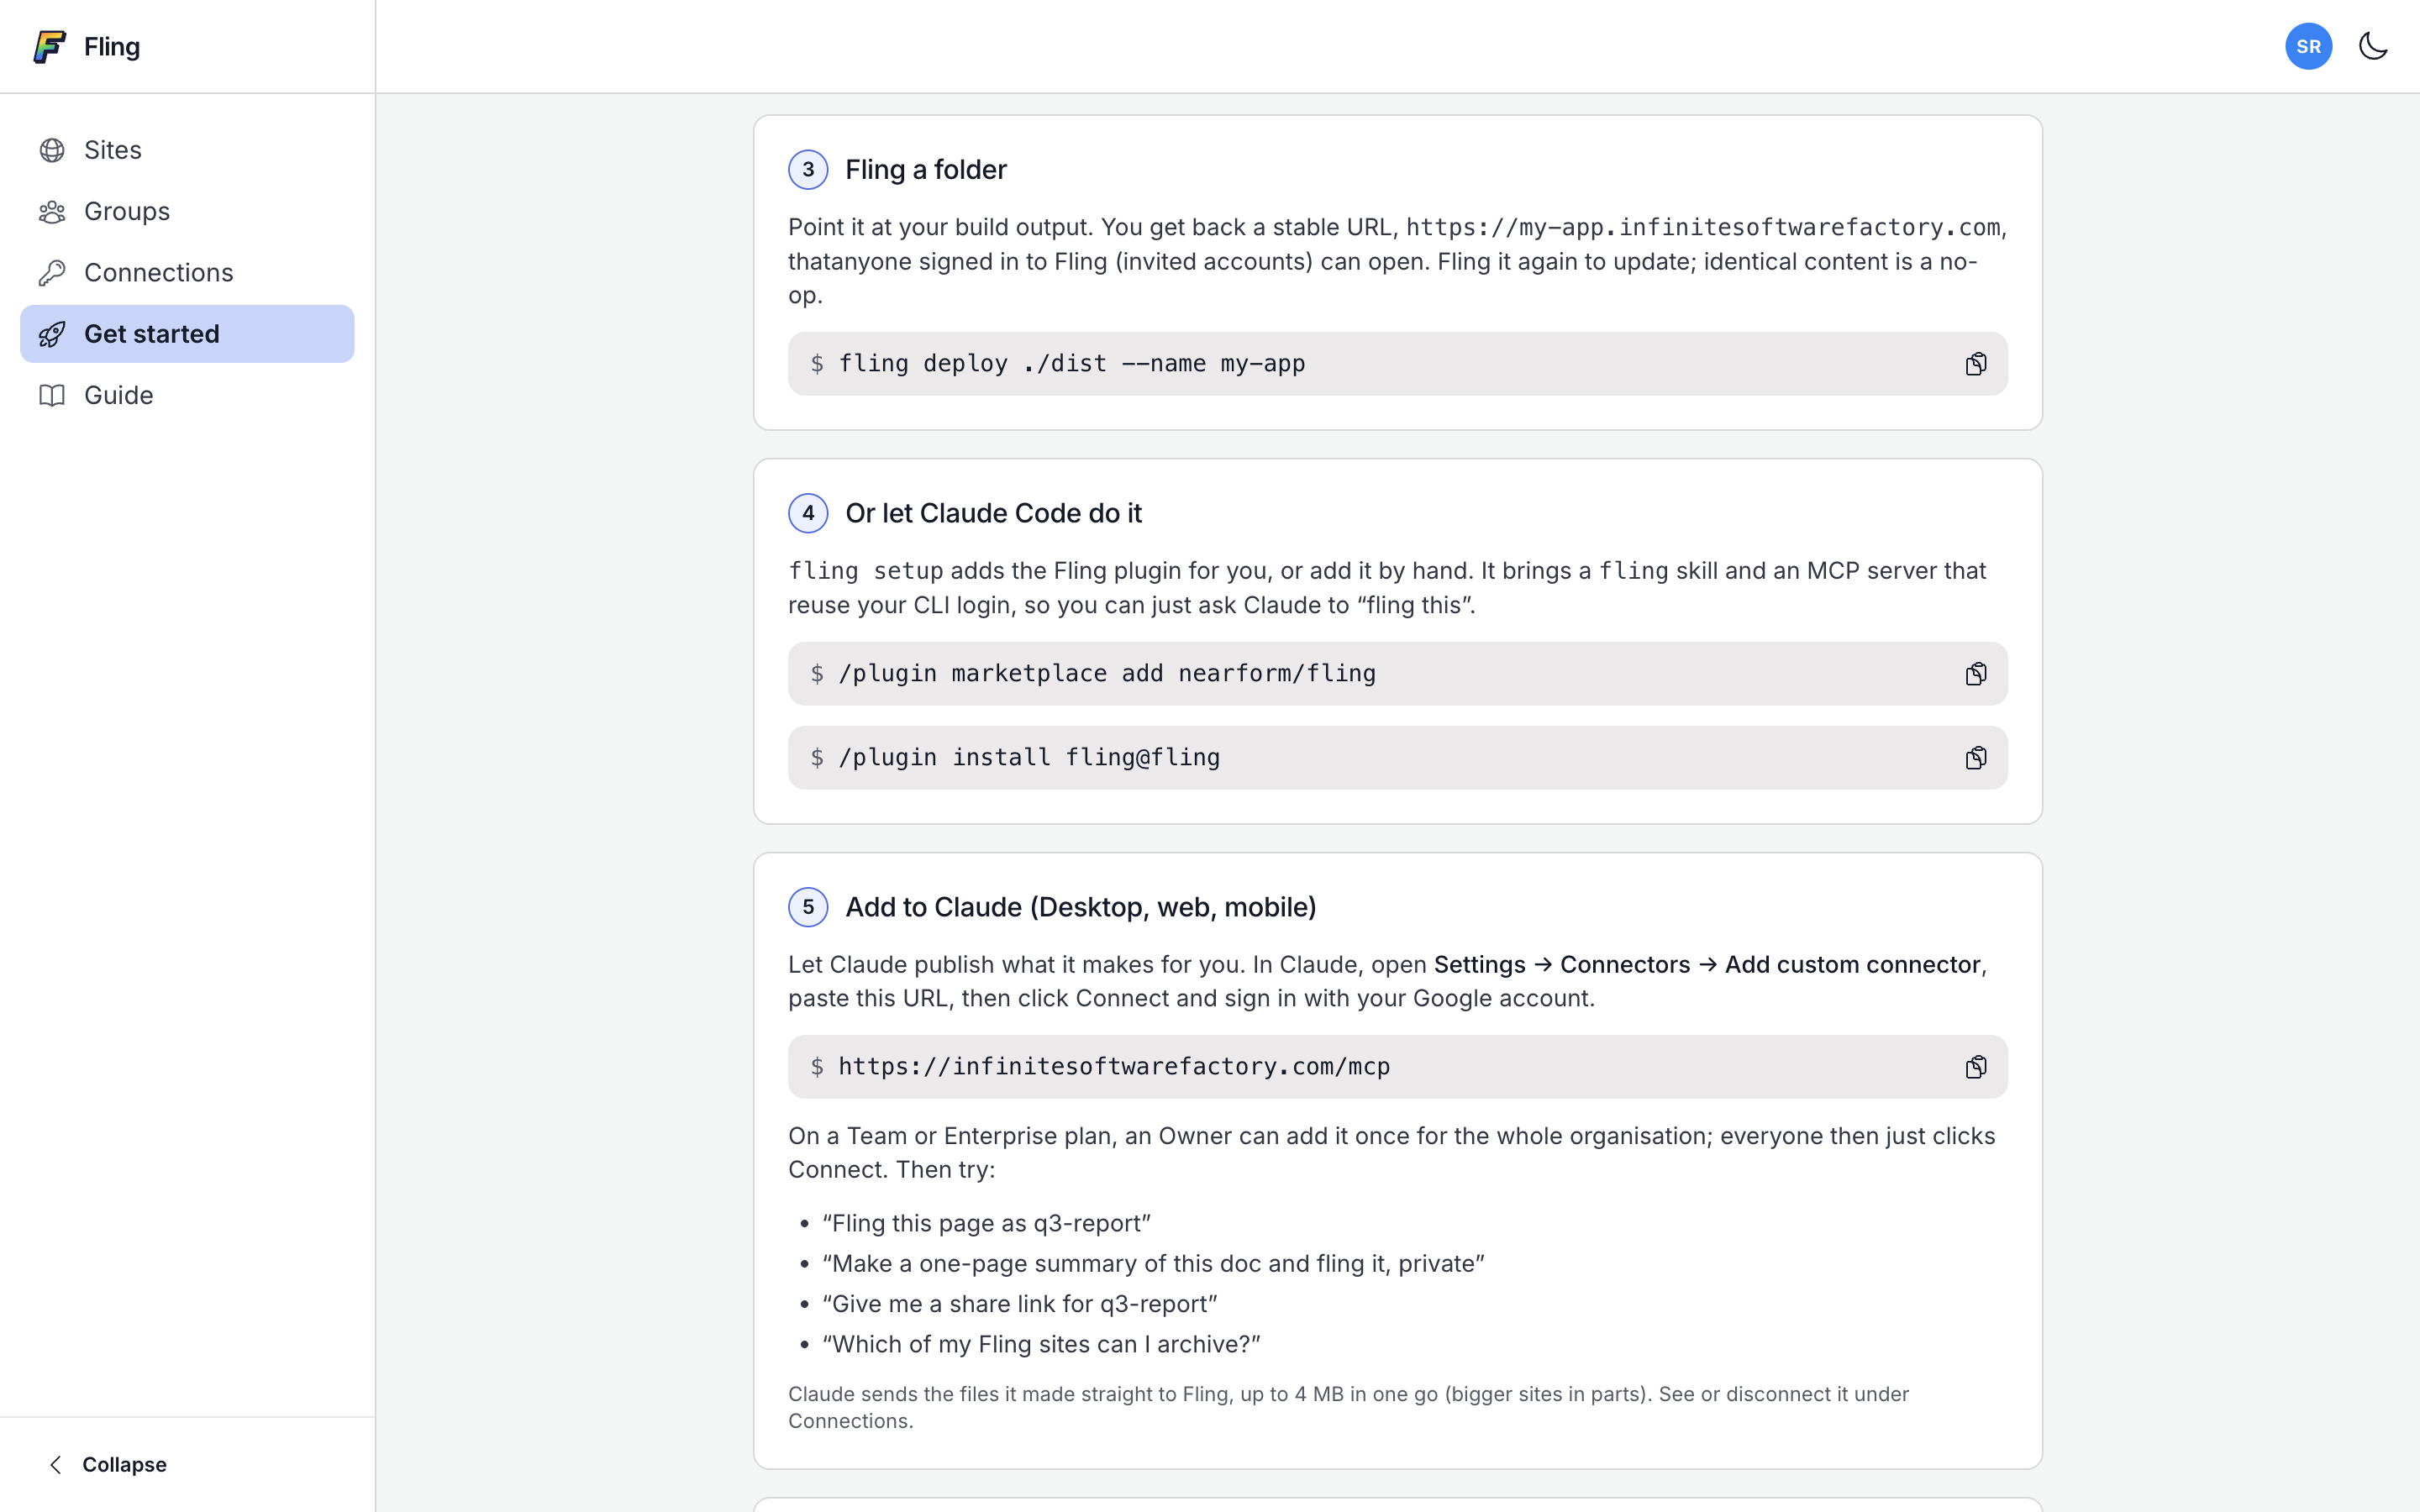 Fling
SR
Sites
Groups
Connections
Get started
Guide
Collapse
3 Fling a folder
Point it at your build output. You get back a stable URL, https://my-app.infinitesoftwarefactory.com,
thatanyone signed in to Fling (invited accounts) can open. Fling it again to update; identical content is a no-
op.
$ fling deploy ./dist --name my-app
4 Or let Claude Code do it
fling setup adds the Fling plugin for you, or add it by hand. It brings a fling skill and an MCP server that
reuse your CLI login, so you can just ask Claude to “fling this”.
$ /plugin marketplace add nearform/fling
$ /plugin install fling@fling
5 Add to Claude (Desktop, web, mobile)
Let Claude publish what it makes for you. In Claude, open Settings → Connectors → Add custom connector,
paste this URL, then click Connect and sign in with your Google account.
$ https://infinitesoftwarefactory.com/mcp
On a Team or Enterprise plan, an Owner can add it once for the whole organisation; everyone then just clicks
Connect. Then try:
• “Fling this page as q3-report”
• “Make a one-page summary of this doc and fling it, private”
• “Give me a share link for q3-report”
• “Which of my Fling sites can I archive?”
Claude sends the files it made straight to Fling, up to 4 MB in one go (bigger sites in parts). See or disconnect it under
Connections.